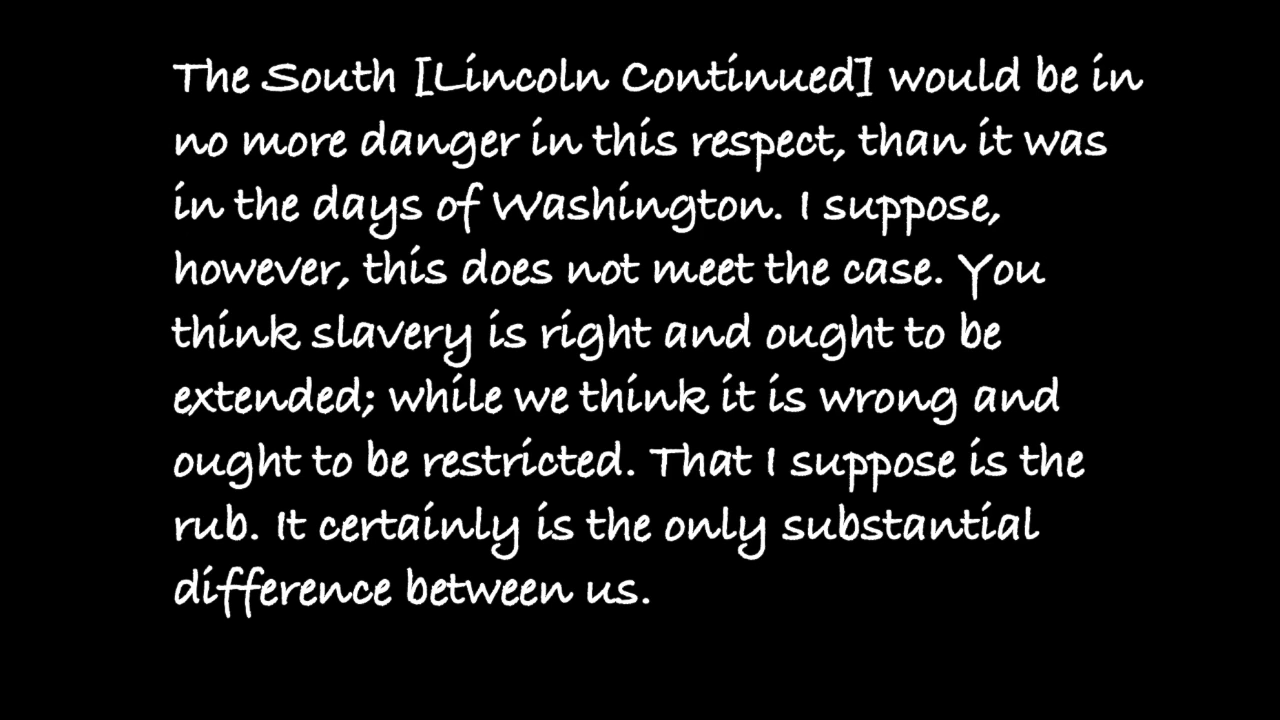 The South [Lincoln Continued] would be in
no more danger in this respect, than it was
in the days of Washington. I suppose,
however, this does not meet the case. You
think slavery is right and ought to be
extended; while we think it is wrong and
ought to be restricted. That I suppose is the
rub. It certainly is the only substantial
difference between us.